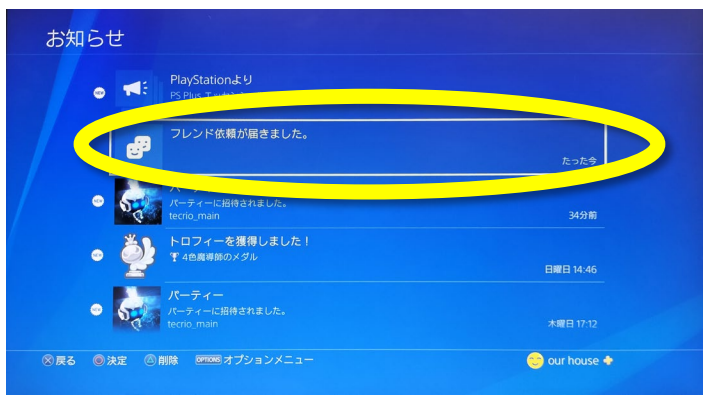 お知らせ
NEW
PlayStationより
PS Plus
フレンド依頼が届きました。
たった今
NEW
パーティーに招待されました。
tecrio_main
34分前
NEW
トロフィーを獲得しました！
4色魔導師のメダル
日曜日 14:46
NEW
パーティー
パーティーに招待されました。
tecrio_main
木曜日 17:12
戻る 決定 削除 OPTIONS オプションメニュー
our house